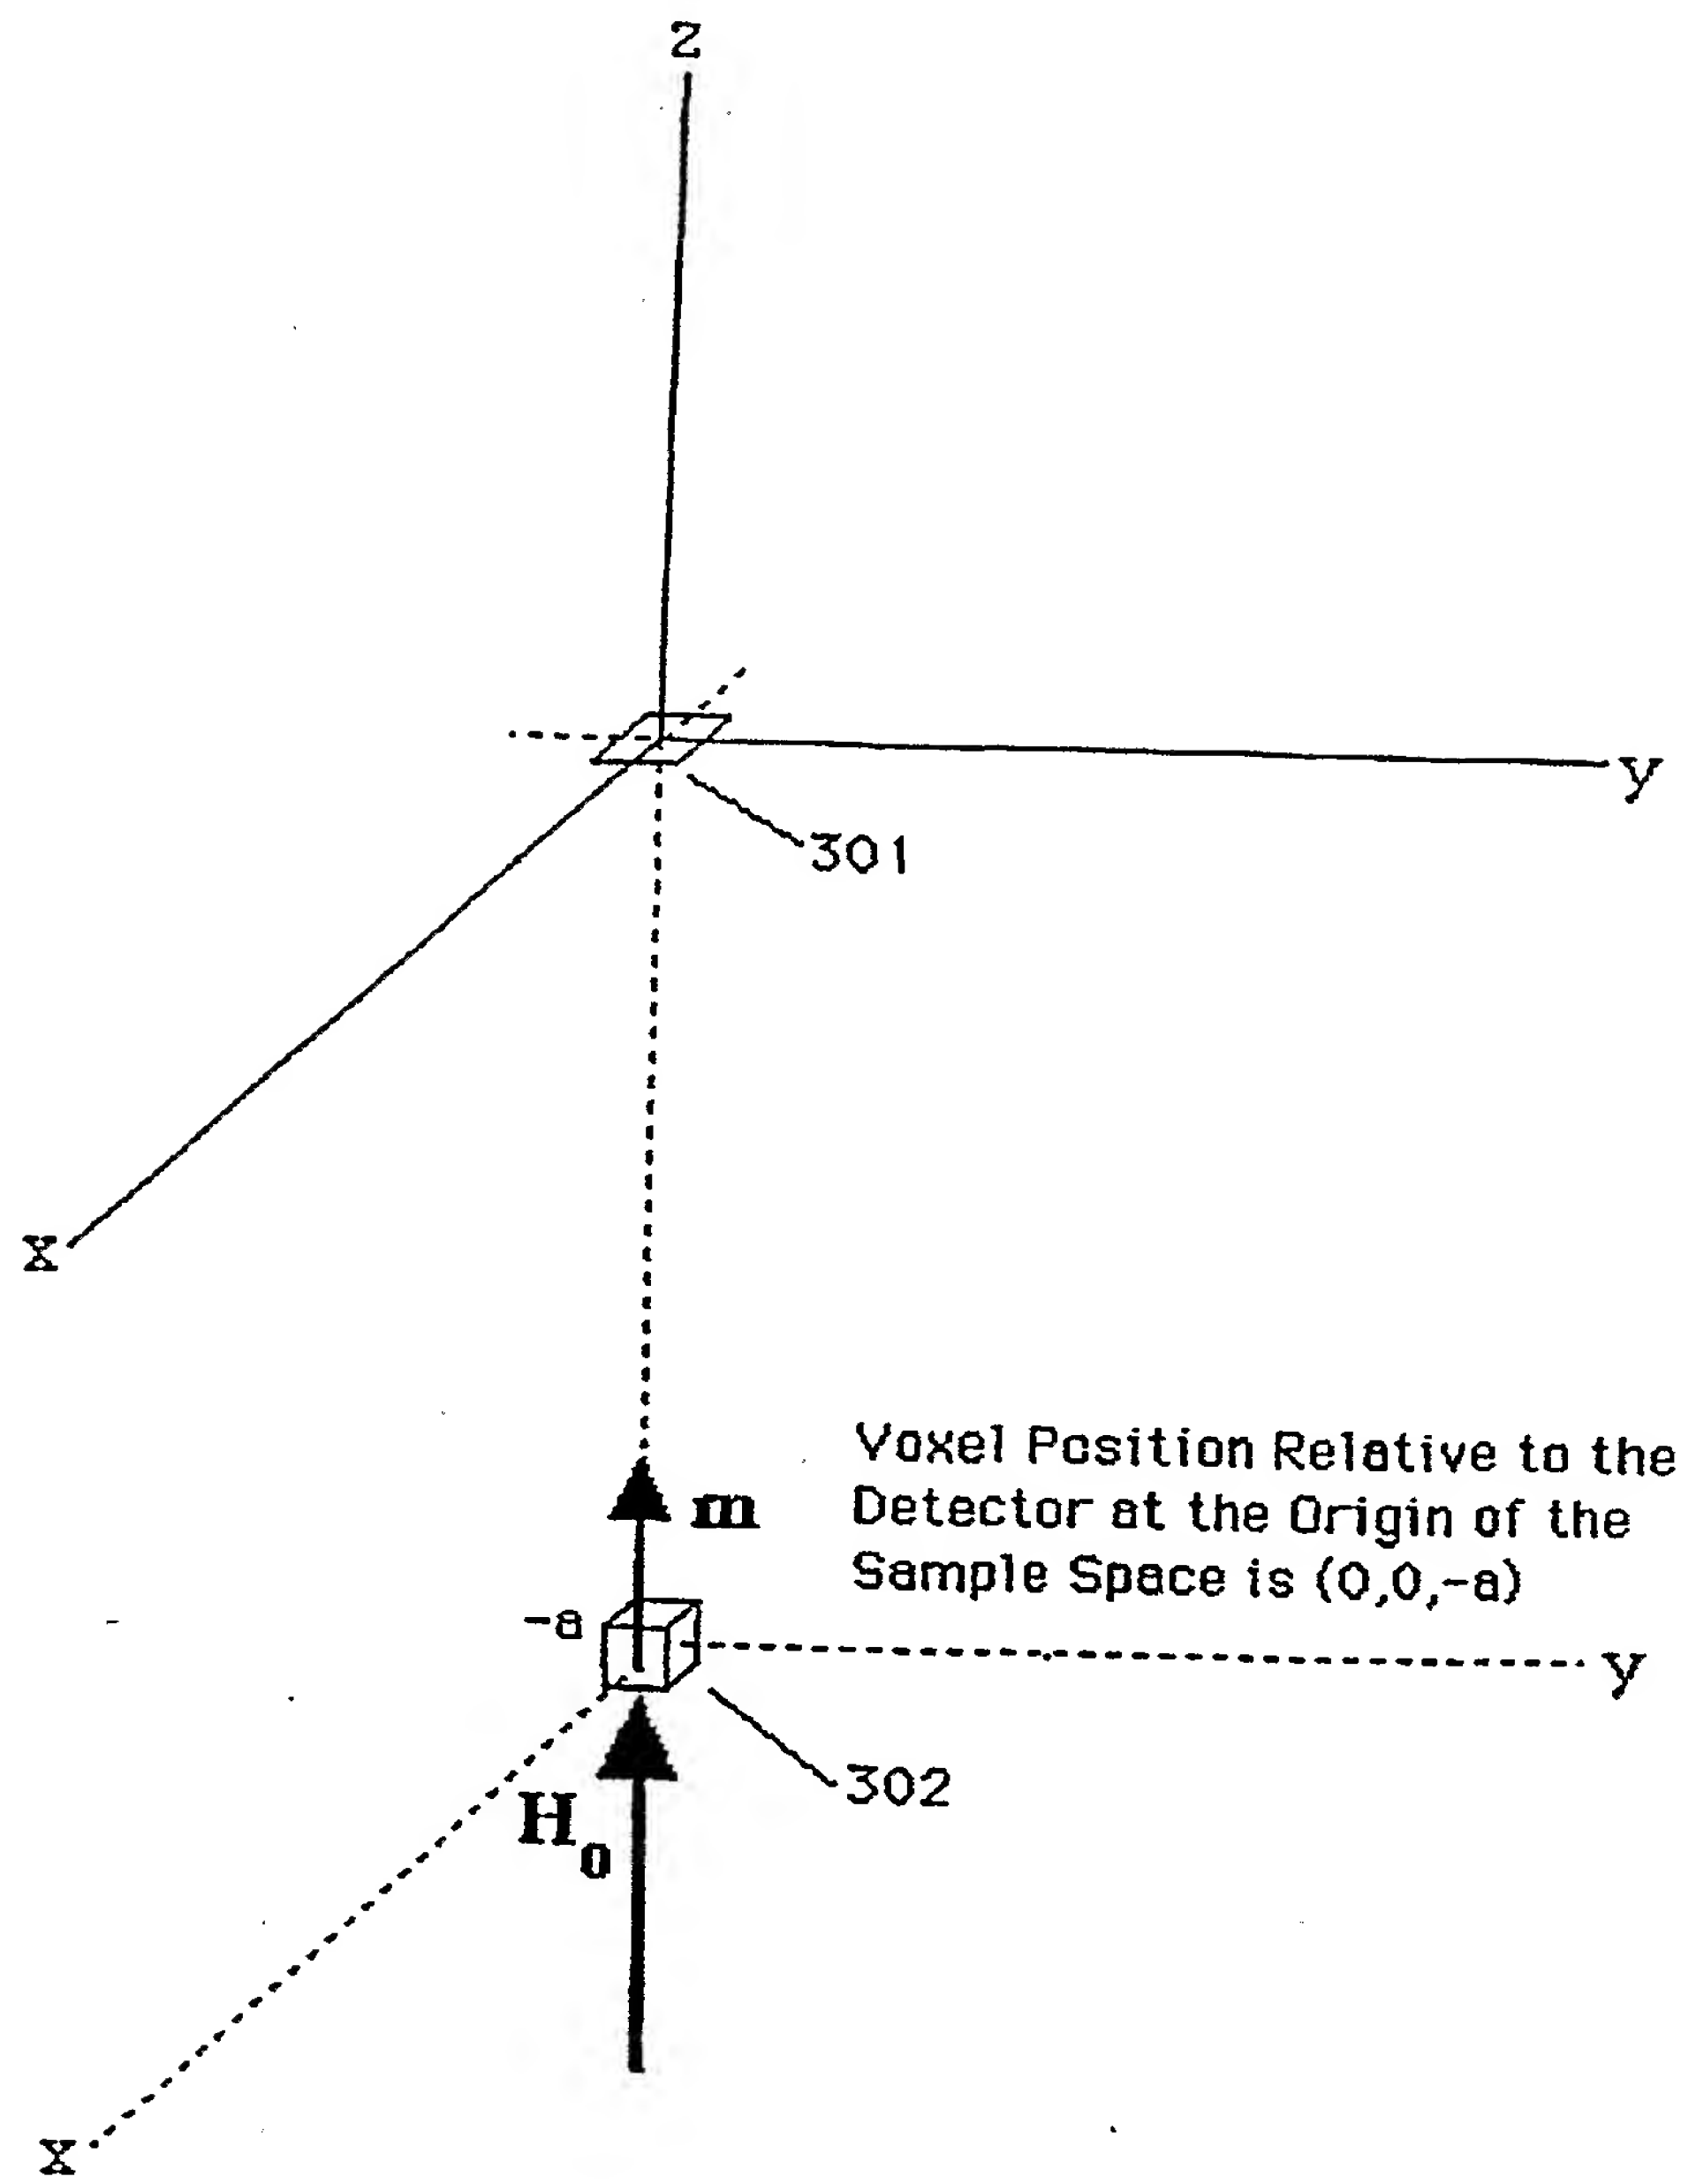 z
y
301
x
m
Voxel Position Relative to the
Detector at the Origin of the
Sample Space is (0,0,-a)
-a
y
302
H0
x